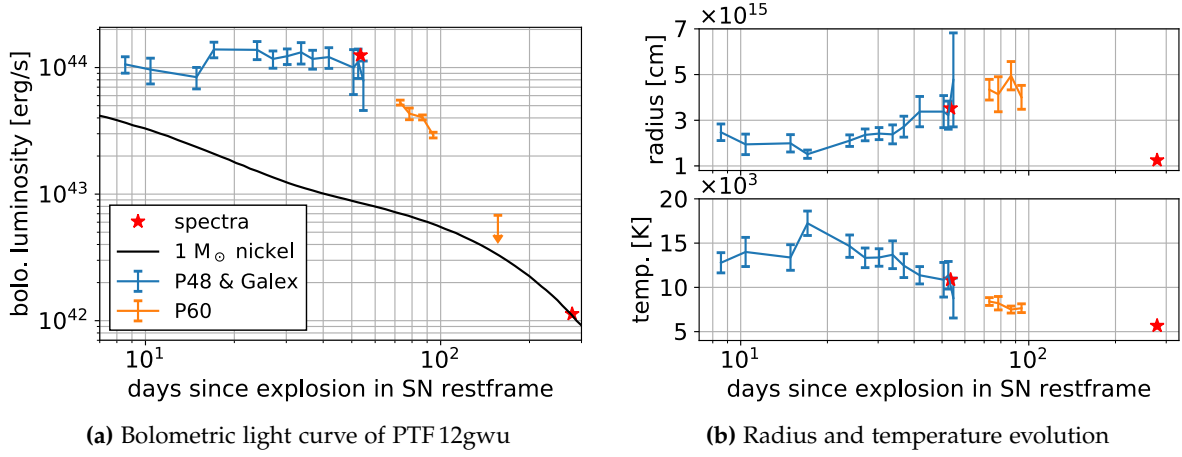 bolo. luminosity [erg/s]
10^44
10^43
10^42
spectra
1 M⊙ nickel
P48 & Galex
P60
10^1
10^2
days since explosion in SN restframe
(a) Bolometric light curve of PTF 12gwu
×10^15
radius [cm]
7
5
3
1
×10^3
temp. [K]
20
15
10
5
10^1
10^2
days since explosion in SN restframe
(b) Radius and temperature evolution